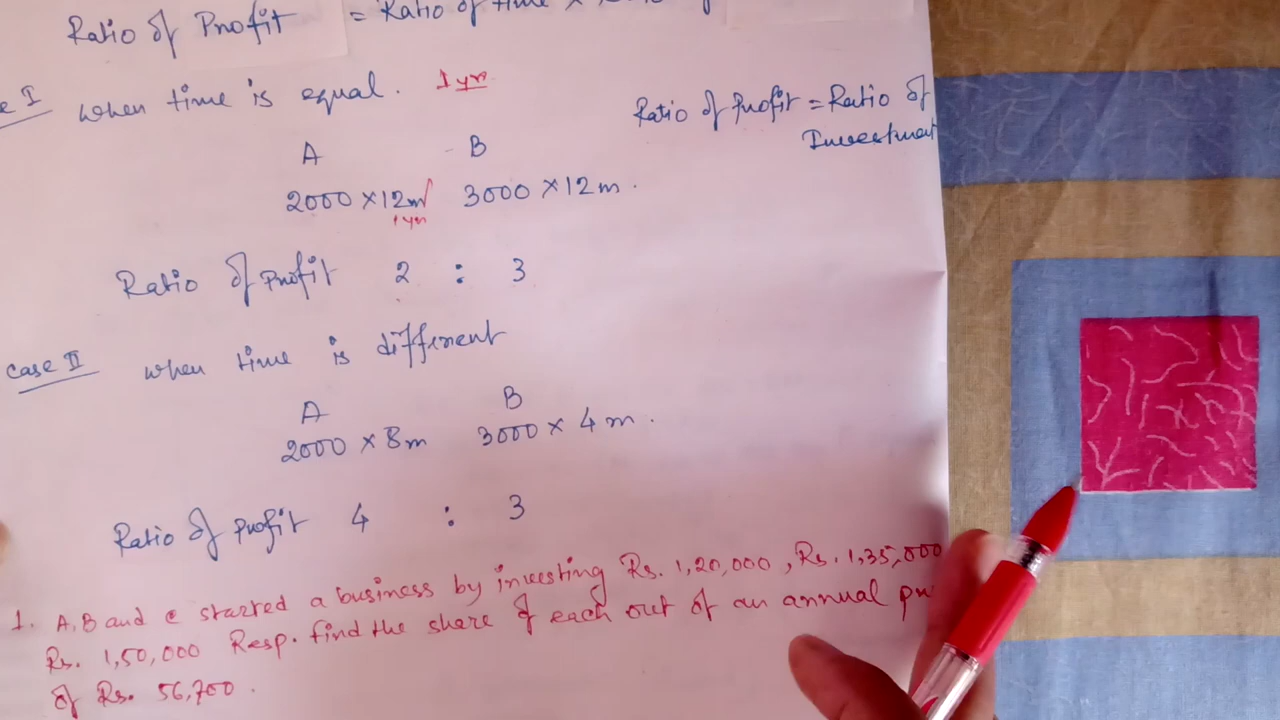 Ratio of Profit = Ratio of time ×
e I when time is equal. 1 yr
Ratio of Profit = Ratio of
Investment
A B
2000 × 12m 3000 × 12m.
1 yr
Ratio of Profit 2 : 3
case II when time is different
A B
2000 × 8m 3000 × 4m.
Ratio of profit 4 : 3
1. A, B and C started a business by investing Rs. 1,20,000, Rs. 1,35,000
Rs. 1,50,000 Resp. find the share of each out of an annual
of Rs. 56,700.